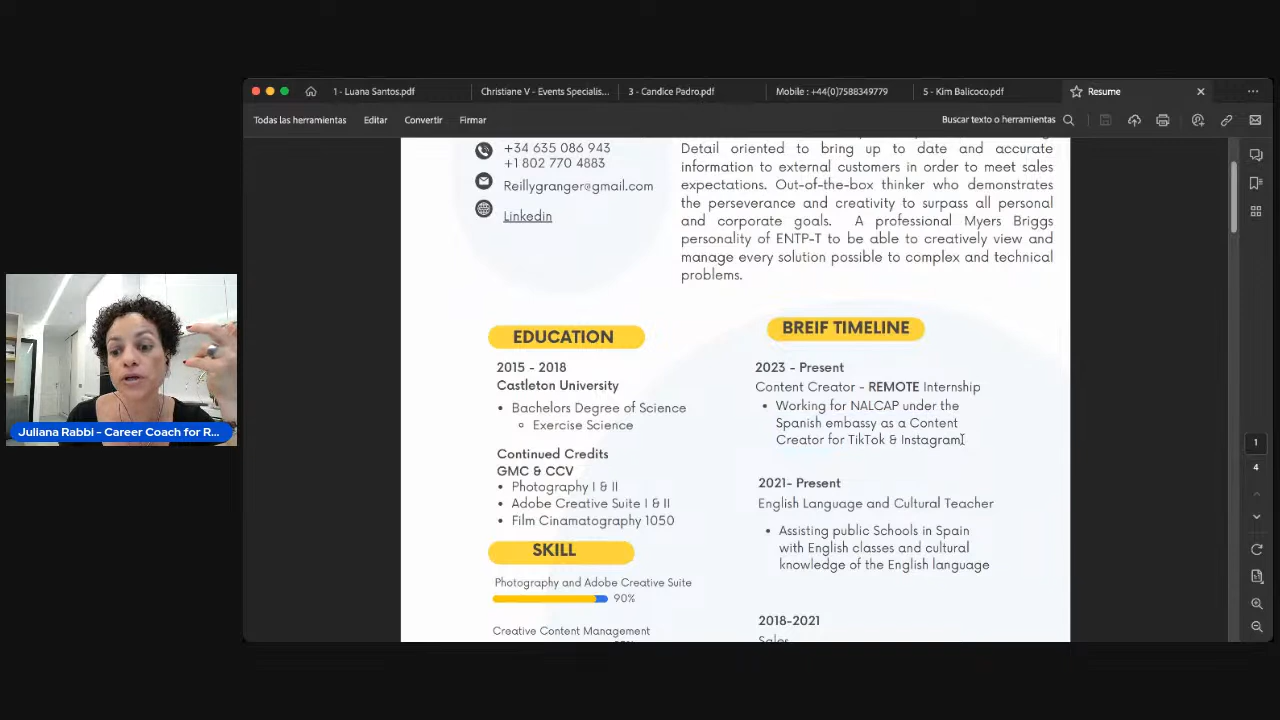 1 - Luana Santos.pdf
Christiane V - Events Specialis...
3 - Candice Padro.pdf
Mobile : +44(0)7588349779
5 - Kim Balicoco.pdf
Resume
Todas las herramientas
Editar
Convertir
Firmar
Buscar texto o herramientas
+34 635 086 943
+1 802 770 4883
Reillygranger@gmail.com
Linkedin
Detail oriented to bring up to date and accurate
information to external customers in order to meet sales
expectations. Out-of-the-box thinker who demonstrates
the perseverance and creativity to surpass all personal
and corporate goals. A professional Myers Briggs
personality of ENTP-T to be able to creatively view and
manage every solution possible to complex and technical
problems.
EDUCATION
2015 - 2018
Castleton University
• Bachelors Degree of Science
○ Exercise Science
Continued Credits
GMC & CCV
• Photography I & II
• Adobe Creative Suite I & II
• Film Cinamatography 1050
SKILL
Photography and Adobe Creative Suite
90%
Creative Content Management
BREIF TIMELINE
2023 - Present
Content Creator - REMOTE Internship
• Working for NALCAP under the
Spanish embassy as a Content
Creator for TikTok & Instagram
2021- Present
English Language and Cultural Teacher
• Assisting public Schools in Spain
with English classes and cultural
knowledge of the English language
2018-2021
Sales
1
4
Juliana Rabbi - Career Coach for R...